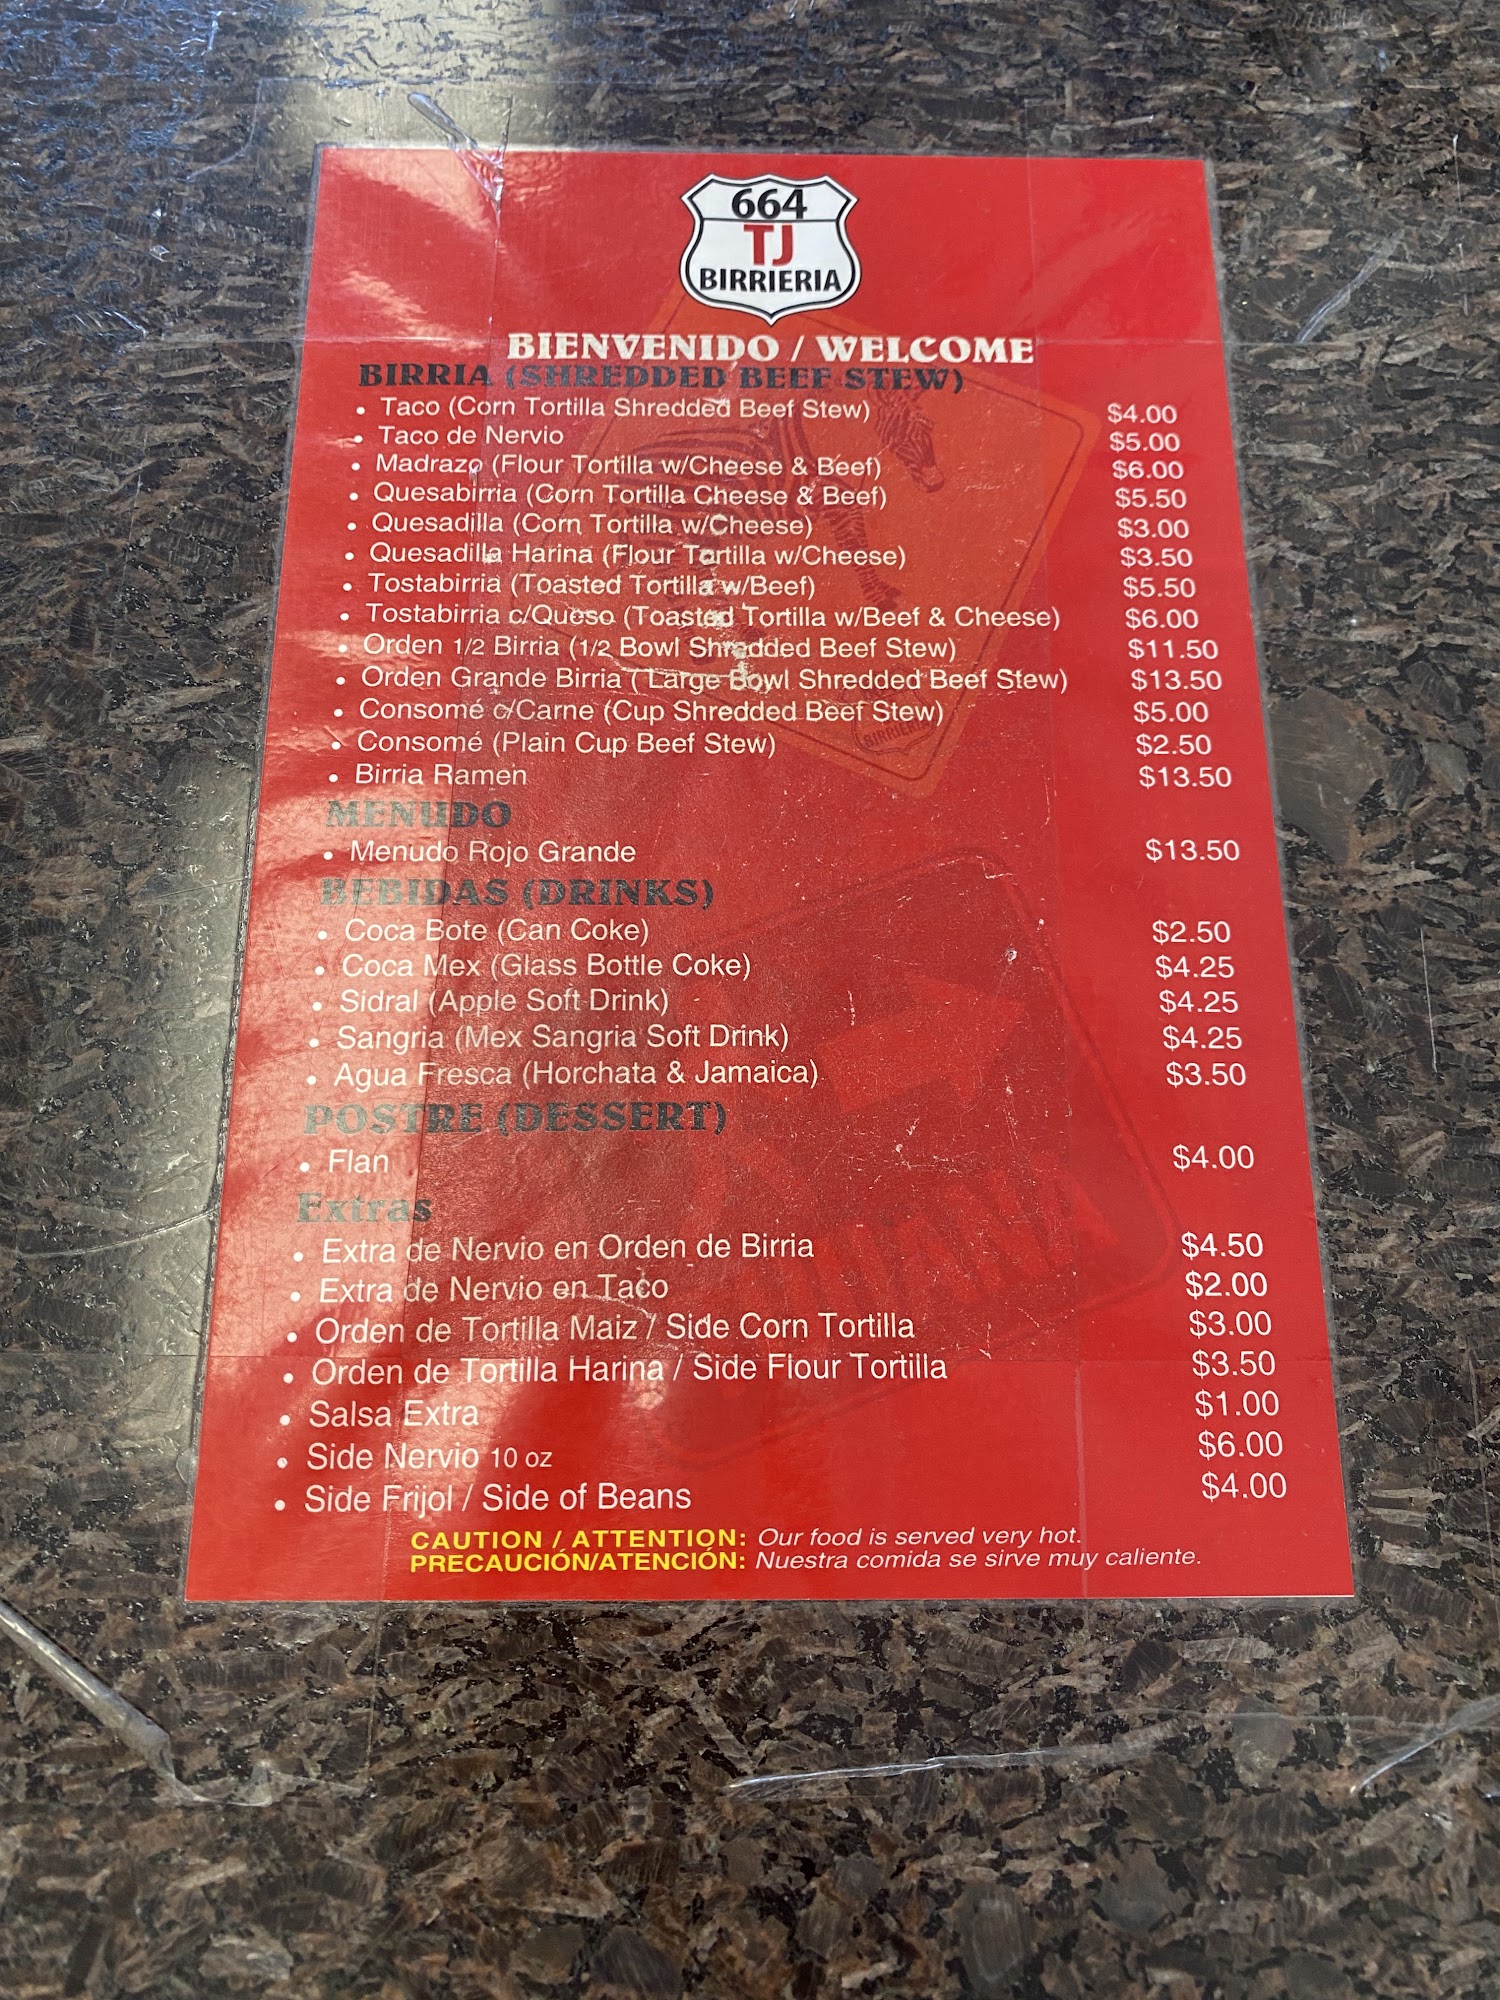 664
TJ
BIRRIERIA
BIENVENIDO / WELCOME
BIRRIA (SHREDDED BEEF STEW)
• Taco (Corn Tortilla Shredded Beef Stew) $4.00
• Taco de Nervio $5.00
• Madrazo (Flour Tortilla w/Cheese & Beef) $6.00
• Quesabirria (Corn Tortilla Cheese & Beef) $5.50
• Quesadilla (Corn Tortilla w/Cheese) $3.00
• Quesadilla Harina (Flour Tortilla w/Cheese) $3.50
• Tostabirria (Toasted Tortilla w/Beef) $5.50
• Tostabirria c/Queso (Toasted Tortilla w/Beef & Cheese) $6.00
• Orden 1/2 Birria (1/2 Bowl Shredded Beef Stew) $11.50
• Orden Grande Birria ( Large Bowl Shredded Beef Stew) $13.50
• Consomé c/Carne (Cup Shredded Beef Stew) $5.00
• Consomé (Plain Cup Beef Stew) $2.50
• Birria Ramen $13.50
BIRRIERIA
MENUDO
• Menudo Rojo Grande $13.50
BEBIDAS (DRINKS)
• Coca Bote (Can Coke) $2.50
• Coca Mex (Glass Bottle Coke) $4.25
• Sidral (Apple Soft Drink) $4.25
• Sangria (Mex Sangria Soft Drink) $4.25
• Agua Fresca (Horchata & Jamaica) $3.50
POSTRE (DESSERT)
• Flan $4.00
Extras
• Extra de Nervio en Orden de Birria $4.50
• Extra de Nervio en Taco $2.00
• Orden de Tortilla Maiz / Side Corn Tortilla $3.00
• Orden de Tortilla Harina / Side Flour Tortilla $3.50
• Salsa Extra $1.00
• Side Nervio 10 oz $6.00
• Side Frijol / Side of Beans $4.00
CAUTION / ATTENTION: Our food is served very hot.
PRECAUCIÓN/ATENCIÓN: Nuestra comida se sirve muy caliente.